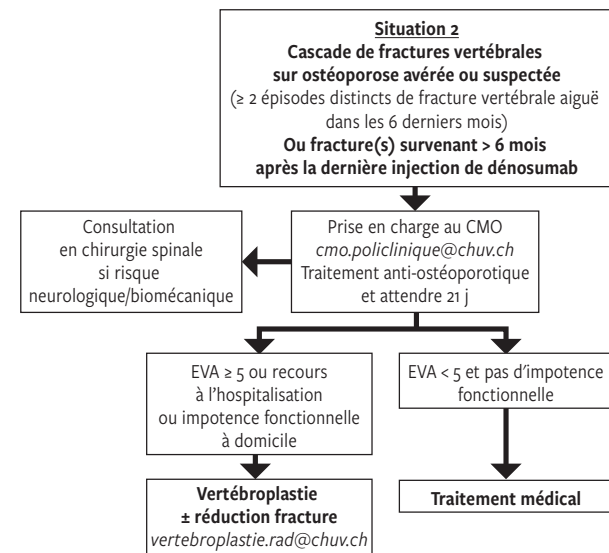 Situation 2
Cascade de fractures vertébrales
sur ostéoporose avérée ou suspectée
(≥ 2 épisodes distincts de fracture vertébrale aiguë
dans les 6 derniers mois)
Ou fracture(s) survenant > 6 mois
après la dernière injection de dénosumab
Consultation
en chirurgie spinale
si risque
neurologique/biomécanique
Prise en charge au CMO
cmo.policlinique@chuv.ch
Traitement anti-ostéoporotique
et attendre 21 j
EVA ≥ 5 ou recours
à l'hospitalisation
ou impotence fonctionnelle
à domicile
EVA < 5 et pas d'impotence
fonctionnelle
Vertébroplastie
± réduction fracture
vertebroplastie.rad@chuv.ch
Traitement médical